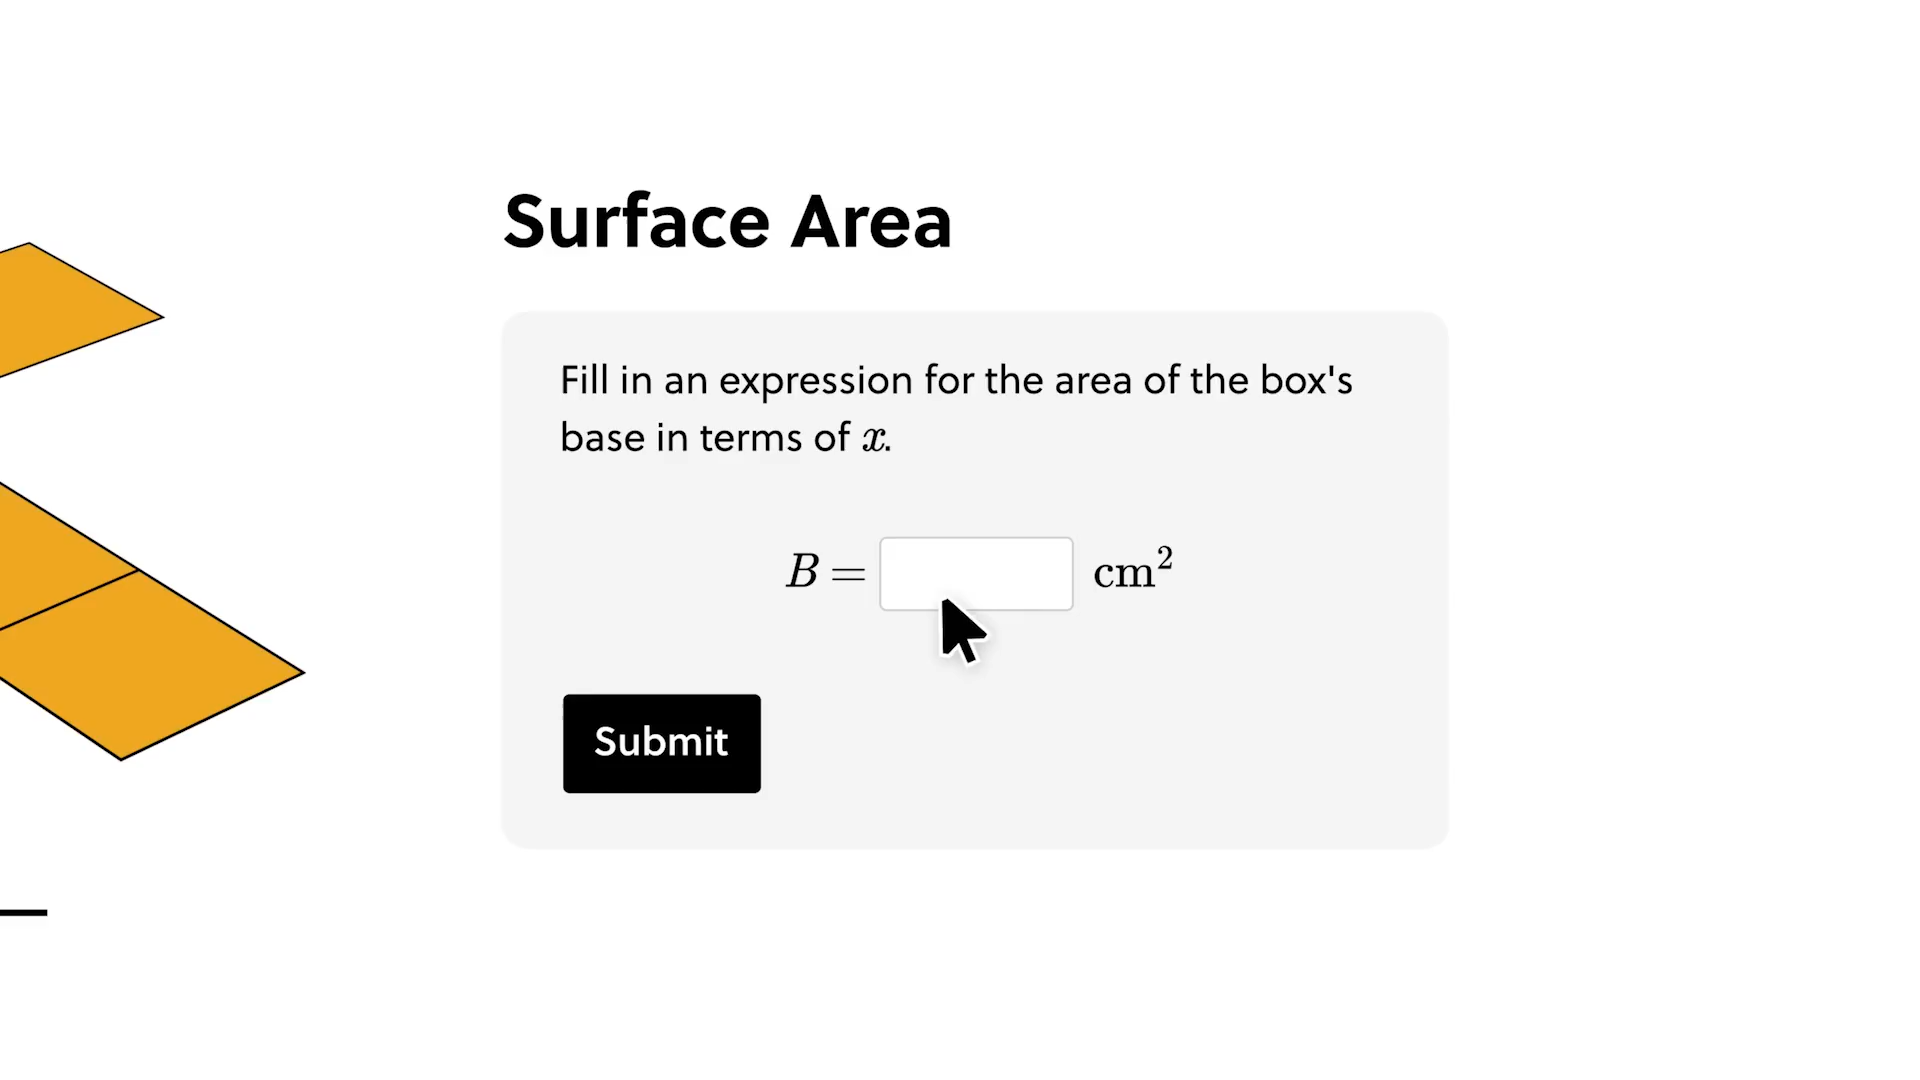 Surface Area
Fill in an expression for the area of the box's
base in terms of x.
B = cm²
Submit